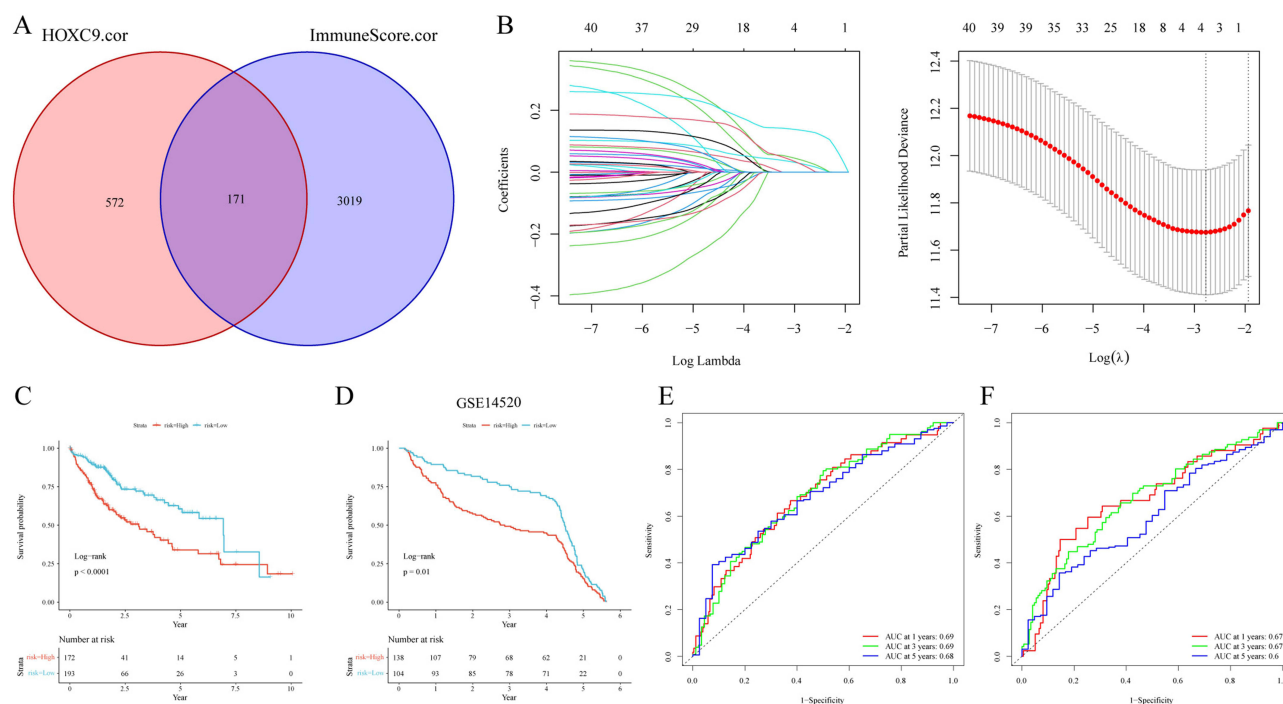 A
HOXC9.cor
ImmuneScore.cor
572
171
3019
B
40 37 29 18 4 1
Coefficients
0.2
0.0
−0.2
−0.4
−7 −6 −5 −4 −3 −2
Log Lambda
40 39 39 35 33 25 18 8 4 4 3 1
Partial Likelihood Deviance
12.4
12.2
12.0
11.8
11.6
11.4
−7 −6 −5 −4 −3 −2
Log(λ)
C
Strata risk=High risk=Low
Survival probability
1.00
0.75
0.50
0.25
0.00
Log−rank
p < 0.0001
0 2.5 5 7.5 10
Year
Number at risk
Strata
risk=High 172 41 14 5 1
risk=Low 193 66 26 3 0
0 2.5 5 7.5 10
Year
D
GSE14520
Strata risk=High risk=Low
Survival probability
1.00
0.75
0.50
0.25
0.00
Log−rank
p = 0.01
0 1 2 3 4 5 6
Year
Number at risk
Strata
risk=High 138 107 79 68 62 21 0
risk=Low 104 93 85 78 71 22 0
0 1 2 3 4 5 6
Year
E
Sensitivity
1.0
0.8
0.6
0.4
0.2
0.0
AUC at 1 years: 0.69
AUC at 3 years: 0.69
AUC at 5 years: 0.68
0.0 0.2 0.4 0.6 0.8 1.0
1−Specificity
F
Sensitivity
1.0
0.8
0.6
0.4
0.2
0.0
AUC at 1 years: 0.67
AUC at 3 years: 0.67
AUC at 5 years: 0.6
0.0 0.2 0.4 0.6 0.8 1.0
1−Specificity